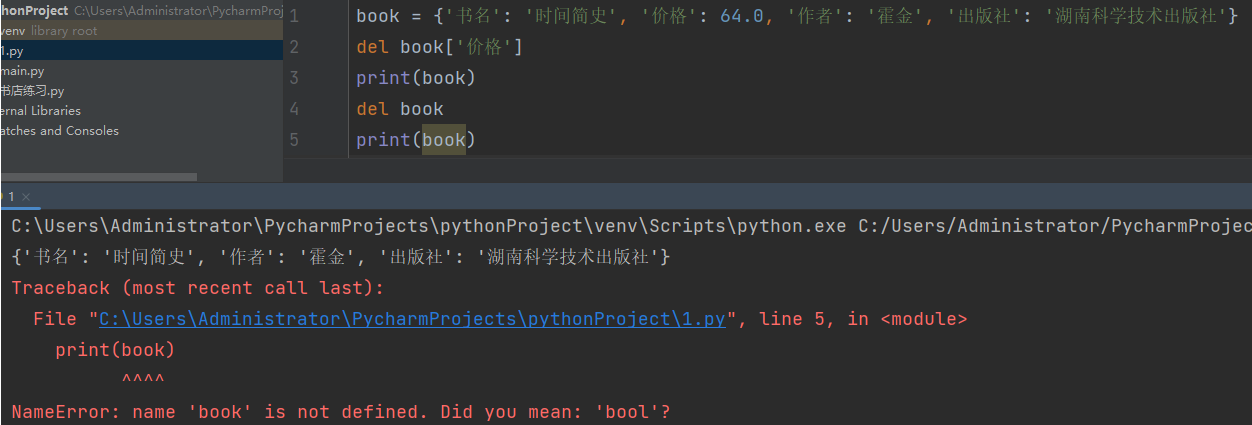 thonProject C:\Users\Administrator\PycharmProj
venv library root
1.py
main.py
书店练习.py
ernal Libraries
atches and Consoles
1 book = {'书名': '时间简史', '价格': 64.0, '作者': '霍金', '出版社': '湖南科学技术出版社'}
2 del book['价格']
3 print(book)
4 del book
5 print(book)
1 ×
C:\Users\Administrator\PycharmProjects\pythonProject\venv\Scripts\python.exe C:/Users/Administrator/PycharmProjec
{'书名': '时间简史', '作者': '霍金', '出版社': '湖南科学技术出版社'}
Traceback (most recent call last):
File "C:\Users\Administrator\PycharmProjects\pythonProject\1.py", line 5, in <module>
print(book)
^^^^
NameError: name 'book' is not defined. Did you mean: 'bool'?